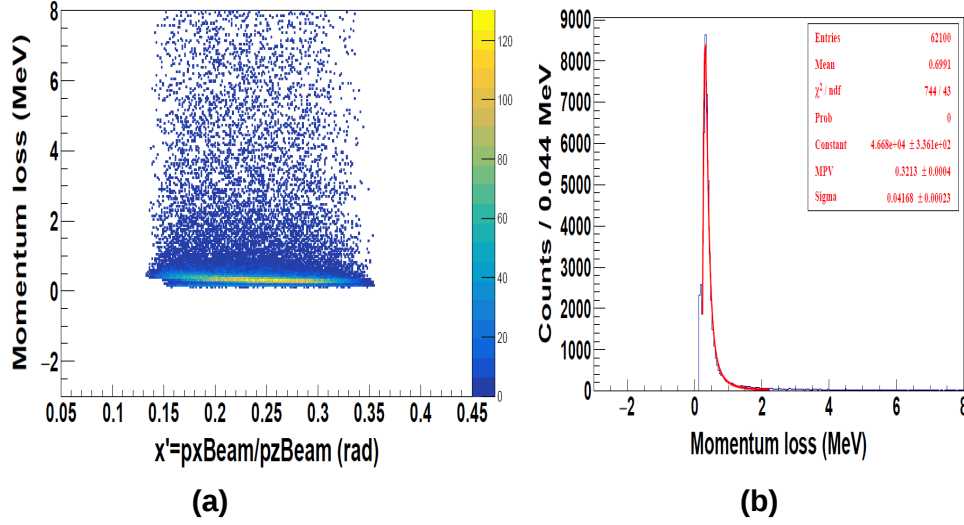 Momentum loss (MeV)
8
7
6
5
4
3
2
1
0
−2
0.05 0.1 0.15 0.2 0.25 0.3 0.35 0.4 0.45
x'=pxBeam/pzBeam (rad)
120
100
80
60
40
20
0
(a)
Counts / 0.044 MeV
9000
8000
7000
6000
5000
4000
3000
2000
1000
0
−2 0 2 4 6 8
Momentum loss (MeV)
Entries 62100
Mean 0.6991
χ² / ndf 744 / 43
Prob 0
Constant 4.668e+04 ± 3.361e+02
MPV 0.3213 ± 0.0004
Sigma 0.04168 ± 0.00023
(b)